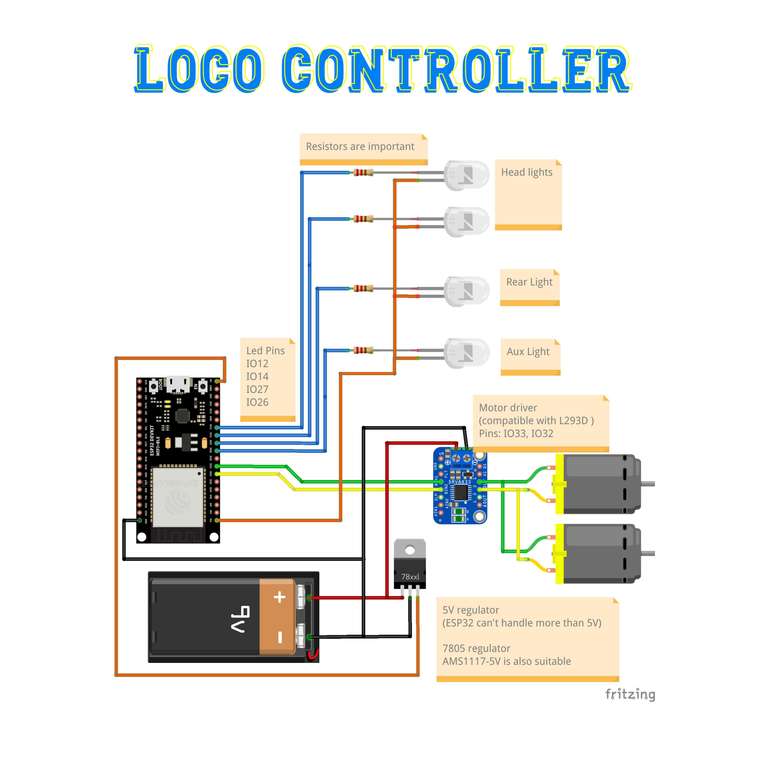 LOCO CONTROLLER
Resistors are important
Head lights
Rear Light
Aux Light
Led Pins
IO12
IO14
IO27
IO26
Motor driver
(compatible with L293D )
Pins: IO33, IO32
78xxl
+
9v
−
5V regulator
(ESP32 can't handle more than 5V)
7805 regulator
AMS1117-5V is also suitable
fritzing